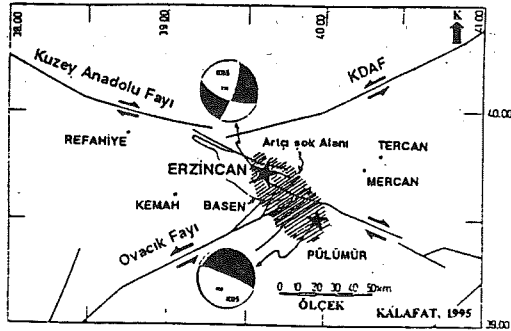 38.00
39.00
40.00
41.00
K
Kuzey Anadolu Fayı
KDAF
40.00
REFAHİYE
Artçı şok Alanı
TERCAN
ERZİNCAN
MERCAN
KEMAH
BASEN
Ovacık Fayı
PÜLÜMÜR
0 10 20 30 40 50km
ÖLÇEK
KALAFAT, 1995
39.00